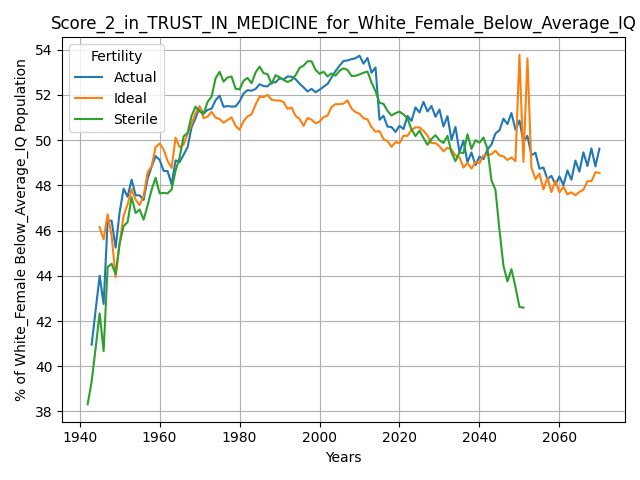 Score_2_in_TRUST_IN_MEDICINE_for_White_Female_Below_Average_IQ
% of White_Female Below_Average_IQ Population
54
52
50
48
46
44
42
40
38
Fertility
Actual
Ideal
Sterile
1940 1960 1980 2000 2020 2040 2060
Years